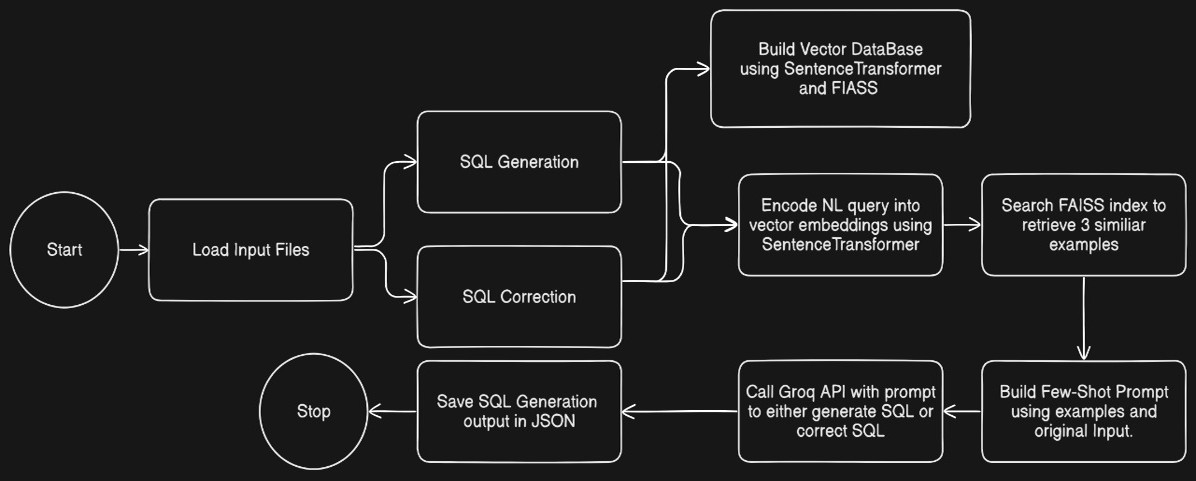 Build Vector DataBase
using SentenceTransformer
and FIASS
SQL Generation
Encode NL query into
vector embeddings using
SentenceTransformer
Search FAISS index to
retrieve 3 similiar
examples
Start
Load Input Files
SQL Correction
Stop
Save SQL Generation
output in JSON
Call Groq API with prompt
to either generate SQL or
correct SQL
Build Few-Shot Prompt
using examples and
original Input.